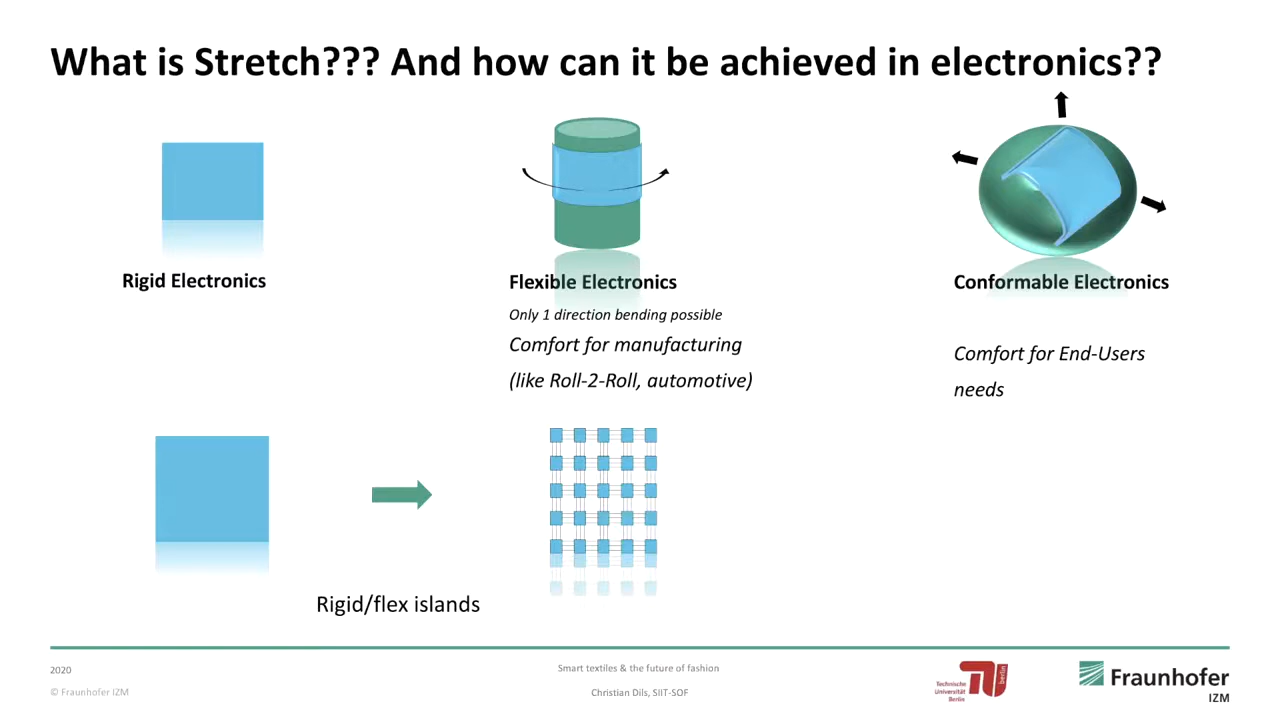 What is Stretch??? And how can it be achieved in electronics??
Rigid Electronics
Flexible Electronics
Only 1 direction bending possible
Comfort for manufacturing
(like Roll-2-Roll, automotive)
Conformable Electronics
Comfort for End-Users
needs
Rigid/flex islands
2020
© Fraunhofer IZM
Smart textiles & the future of fashion
Christian Dils, SIIT-SOF
Technische
Universität
Berlin
berlin
Fraunhofer
IZM